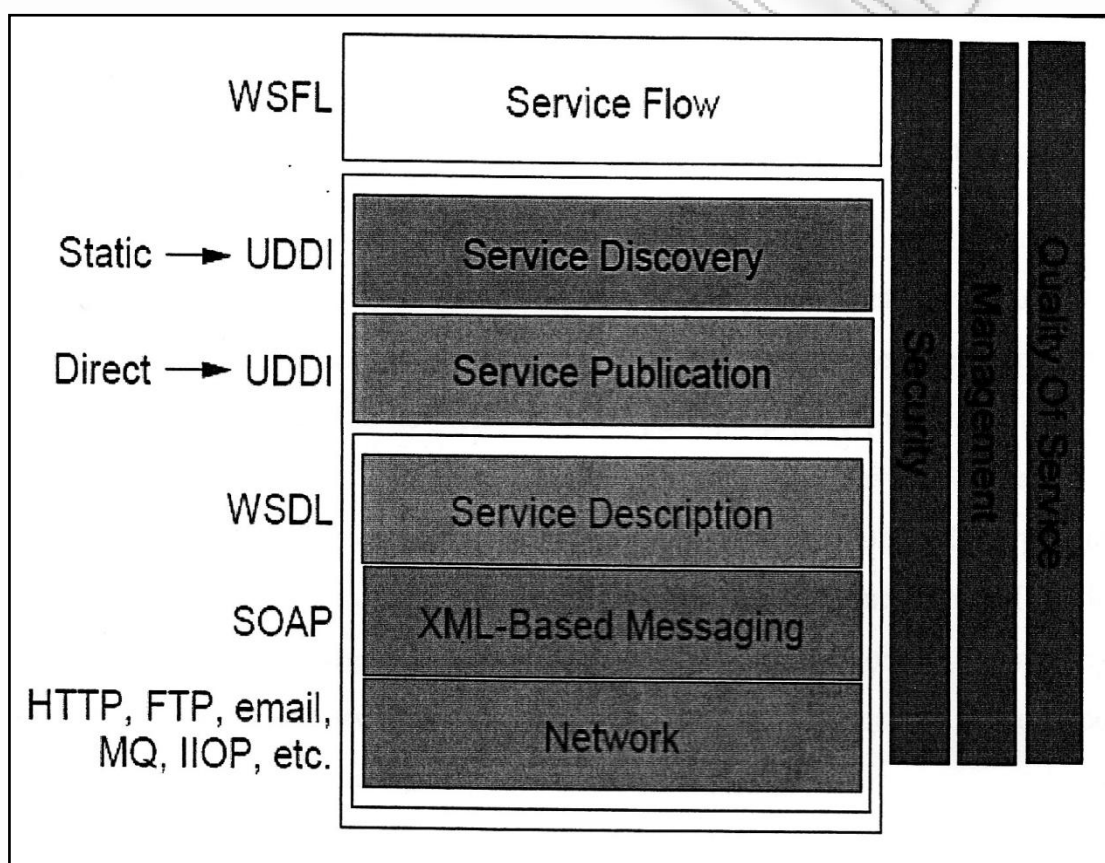 WSFL
Service Flow
Static → UDDI
Service Discovery
Direct → UDDI
Service Publication
WSDL
Service Description
SOAP
XML-Based Messaging
HTTP, FTP, email,
MQ, IIOP, etc.
Network
Security
Management
Quality Of Service